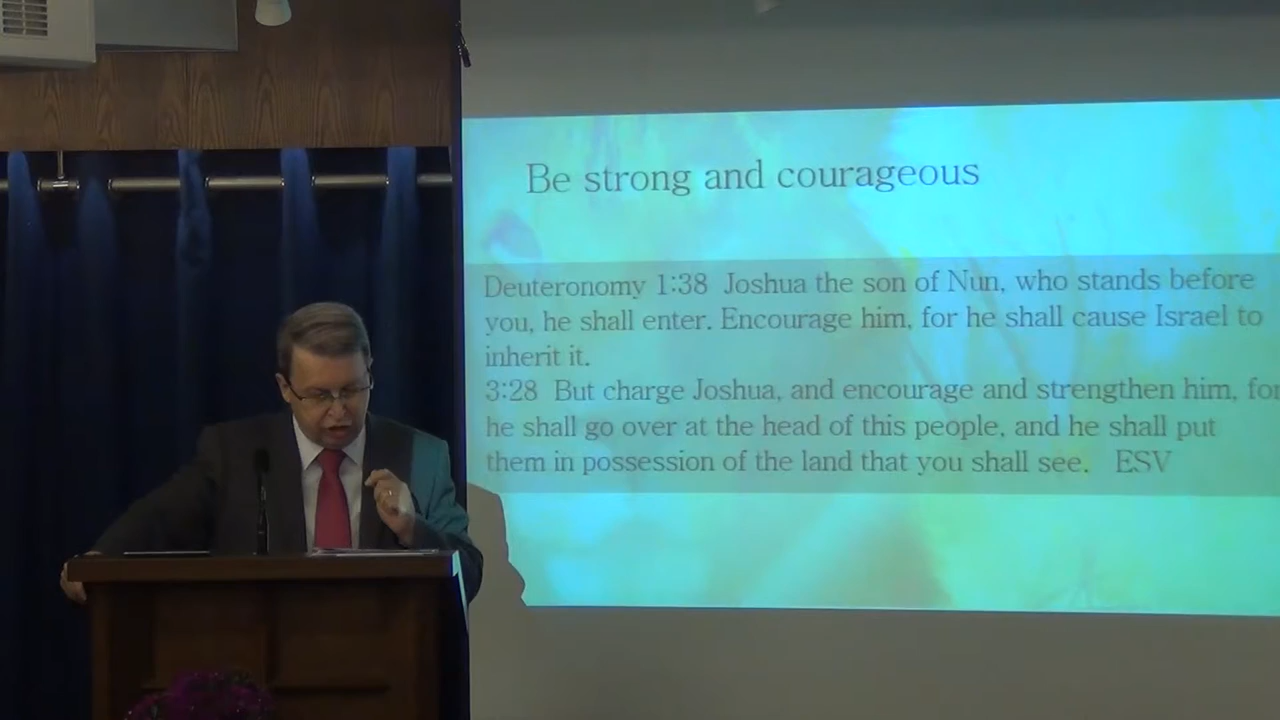 Be strong and courageous
Deuteronomy 1:38 Joshua the son of Nun, who stands before
you, he shall enter. Encourage him, for he shall cause Israel to
inherit it.
3:28 But charge Joshua, and encourage and strengthen him, for
he shall go over at the head of this people, and he shall put
them in possession of the land that you shall see. ESV